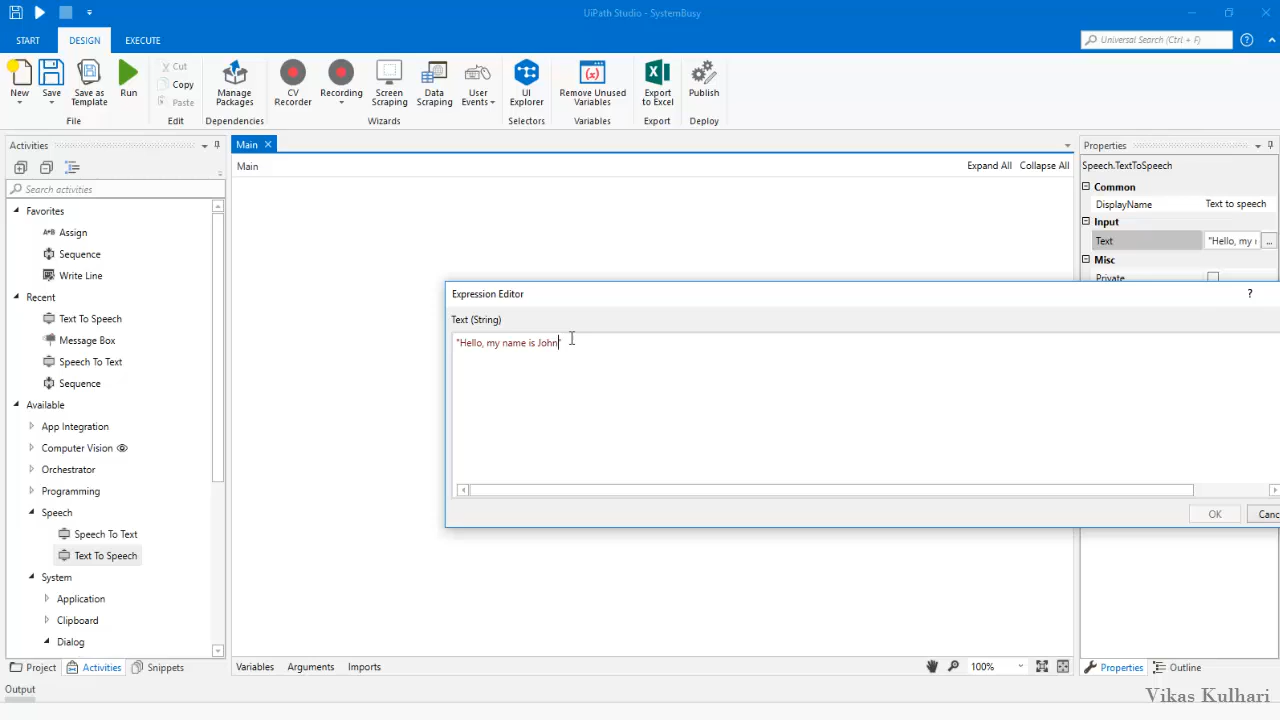 UiPath Studio - SystemBusy
START DESIGN EXECUTE
Universal Search (Ctrl + F)
New Save Save as Template Run
Cut
Copy
Paste
Manage Packages
CV Recorder
Recording
Screen Scraping
Data Scraping
User Events
UI Explorer
Remove Unused Variables
Export to Excel
Publish
File Edit Dependencies Wizards Selectors Variables Export Deploy
Activities
Search activities
Favorites
Assign
Sequence
Write Line
Recent
Text To Speech
Message Box
Speech To Text
Sequence
Available
App Integration
Computer Vision
Orchestrator
Programming
Speech
Speech To Text
Text To Speech
System
Application
Clipboard
Dialog
Project Activities Snippets
Output
Main
Main Expand All Collapse All
Expression Editor
?
Text (String)
"Hello, my name is John"
OK Canc
Variables Arguments Imports
100%
Properties
Speech.TextToSpeech
Common
DisplayName Text to speech
Input
Text "Hello, my ...
Misc
Private
Properties Outline
Vikas Kulhari